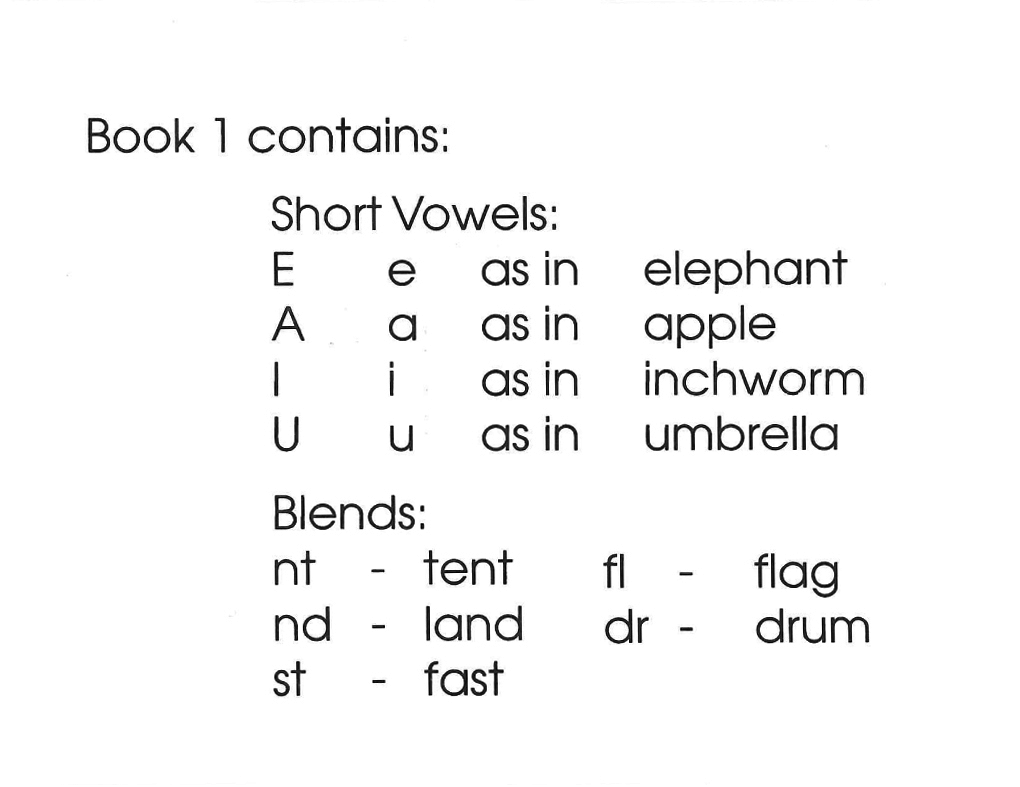 Book 1 contains:
Short Vowels:
E e as in elephant
A a as in apple
I i as in inchworm
U u as in umbrella
Blends:
nt - tent fl - flag
nd - land dr - drum
st - fast